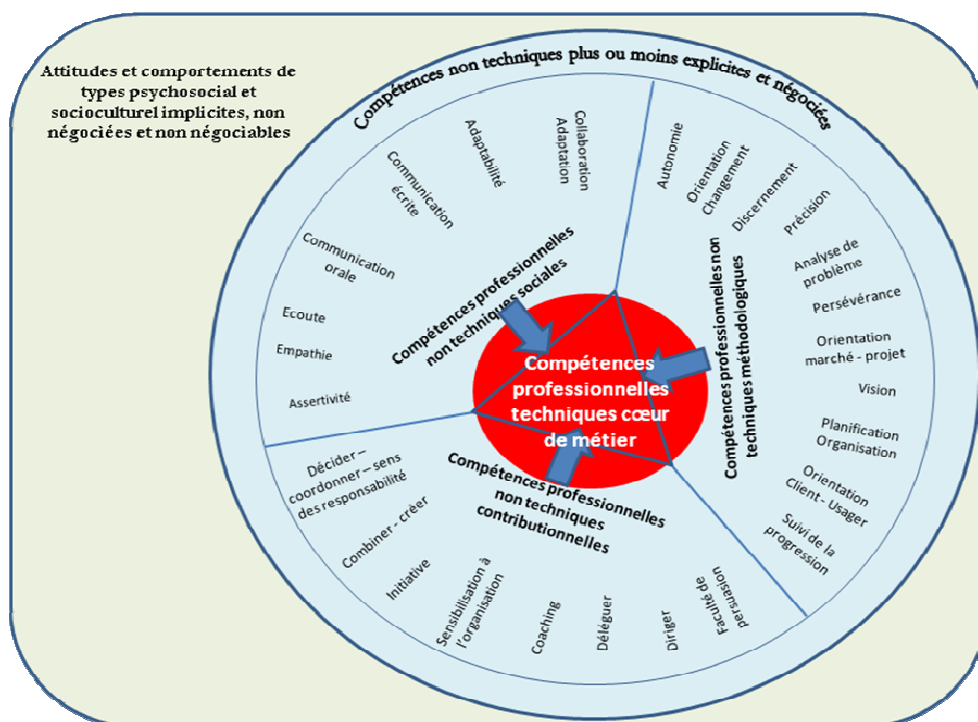 Attitudes et comportements de
types psychosocial et
socioculturel implicites, non
négociées et non négociables
Compétences non techniques plus ou moins explicites et négociées
Collaboration
Adaptation
Adaptabilité
Communication
écrite
Communication
orale
Ecoute
Empathie
Assertivité
Compétences professionnelles
non techniques sociales
Autonomie
Orientation
Changement
Discernement
Précision
Analyse de
problème
Persévérance
Orientation
marché - projet
Vision
Planification
Organisation
Orientation
Client - Usager
Suivi de la
progression
Compétences professionnelles non
techniques méthodologiques
Compétences
professionnelles
techniques cœur
de métier
Compétences professionnelles
non techniques
contributionnelles
Décider –
coordonner – sens
des responsabilité
Combiner - créer
Initiative
Sensibilisation à
l'organisation
Coaching
Déléguer
Diriger
Faculté de
persuasion